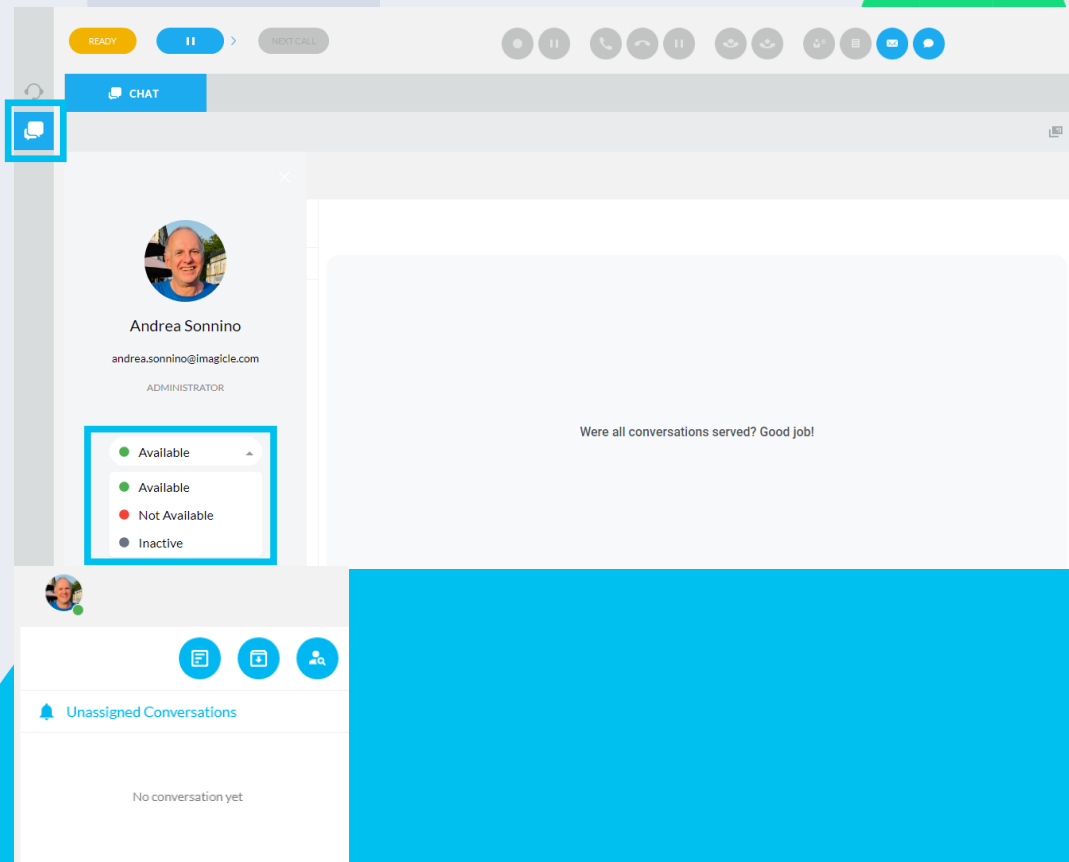 READY
NEXT CALL
CHAT
Andrea Sonnino
andrea.sonnino@imagicle.com
ADMINISTRATOR
Available
Available
Not Available
Inactive
Were all conversations served? Good job!
Unassigned Conversations
No conversation yet